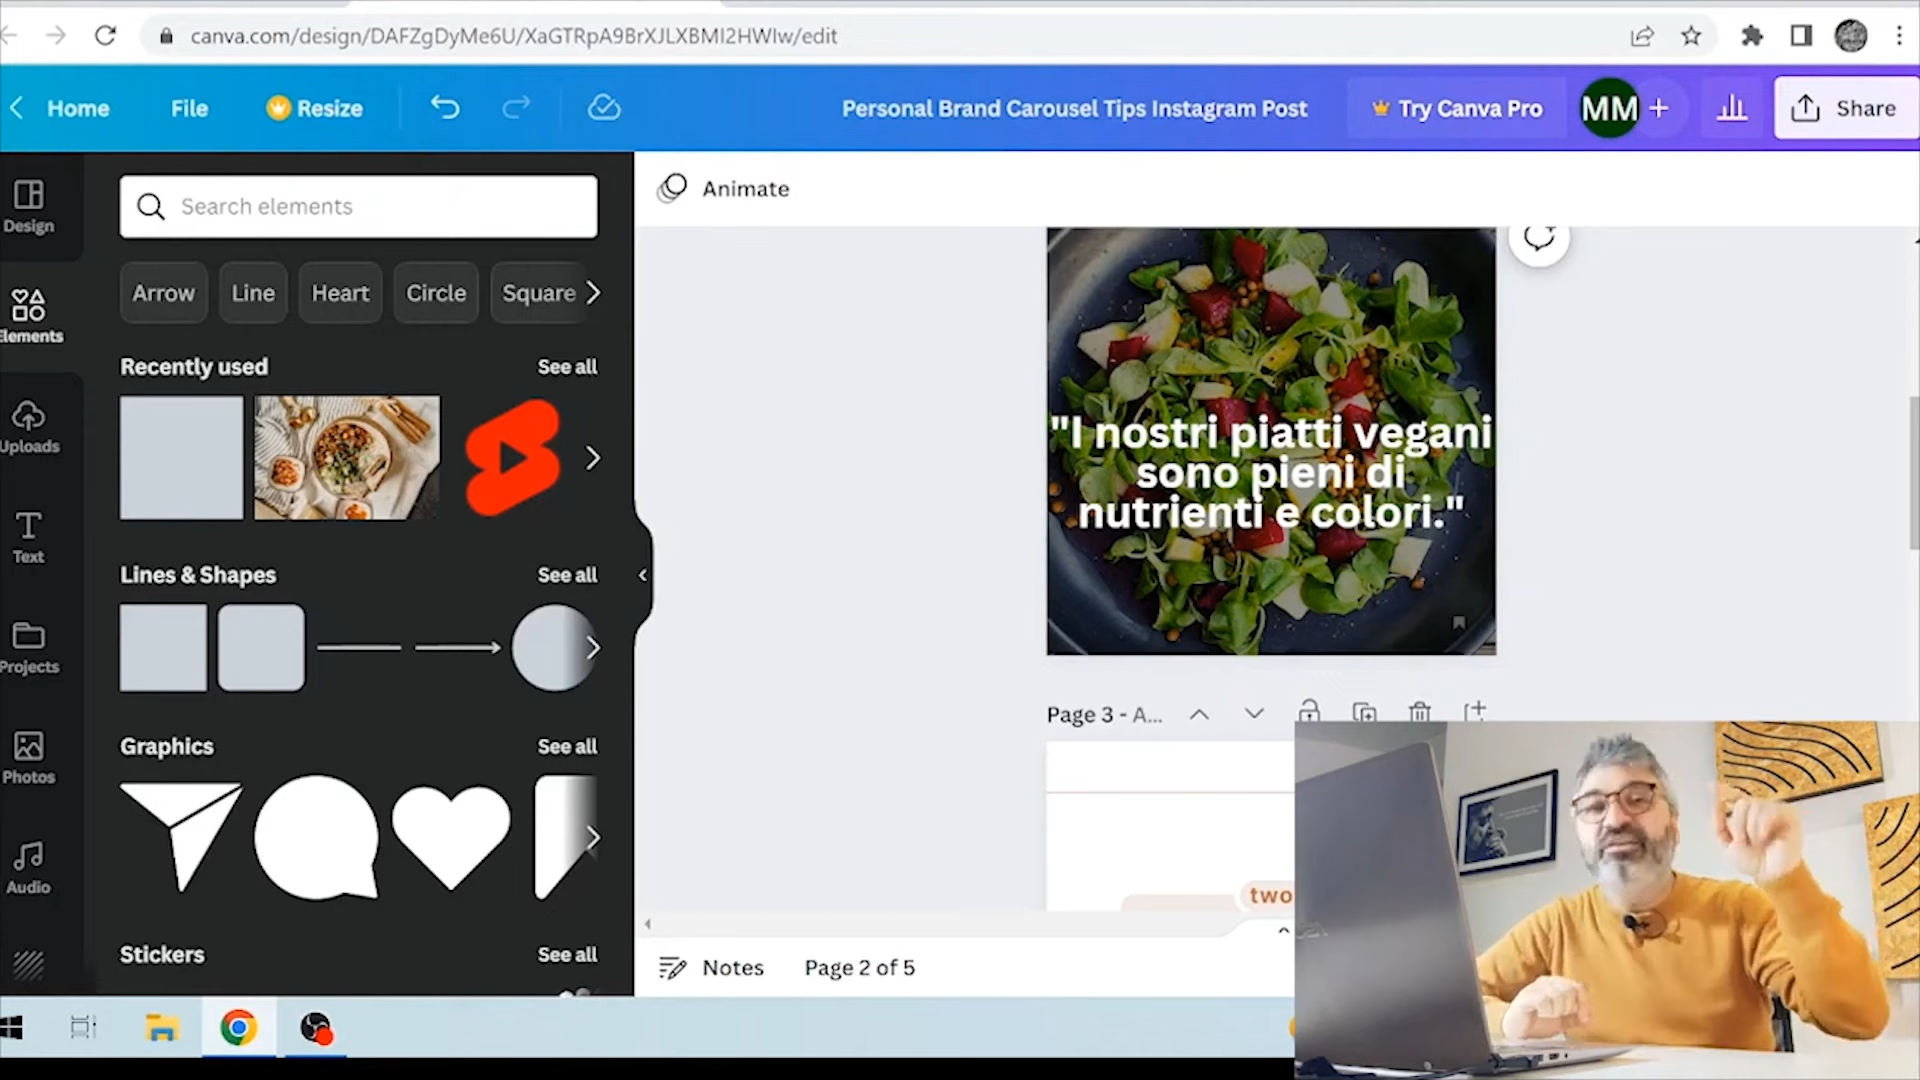 canva.com/design/DAFZgDyMe6U/XaGTRpA9BrXJLXBMI2HWIw/edit
Home
File
Resize
Personal Brand Carousel Tips Instagram Post
Try Canva Pro
MM
Share
Design
Elements
Uploads
Text
Projects
Photos
Audio
Search elements
Arrow
Line
Heart
Circle
Square
Recently used
See all
Lines & Shapes
See all
Graphics
See all
Stickers
See all
Animate
"I nostri piatti vegani
sono pieni di
nutrienti e colori."
Page 3 - A...
two
Notes
Page 2 of 5